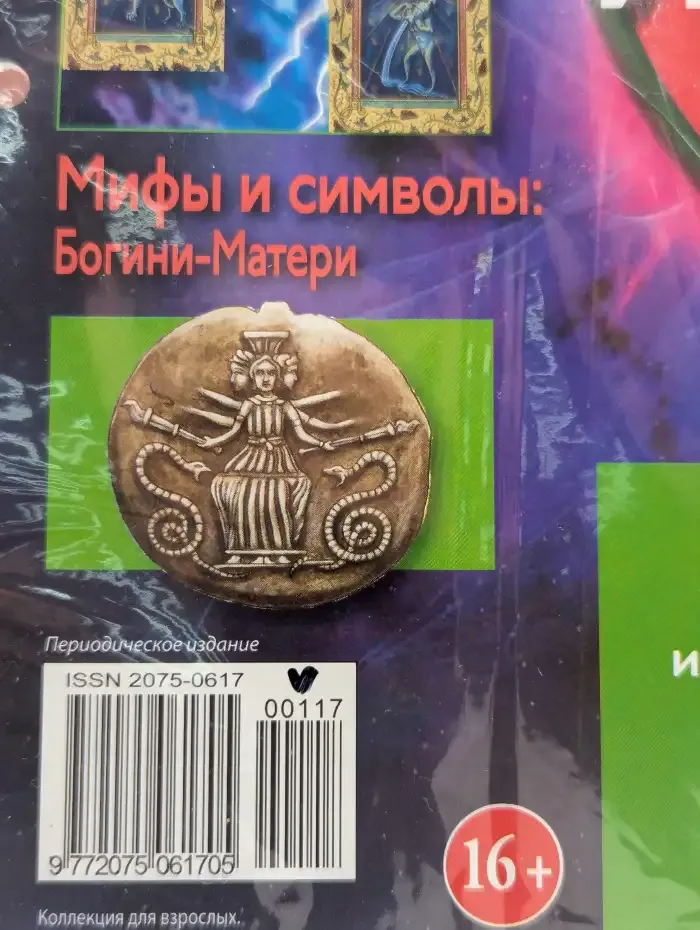 Мифы и символы:
Богини-Матери
Периодическое издание
ISSN 2075-0617
00117
9 772075 061705
16+
Коллекция для взрослых.